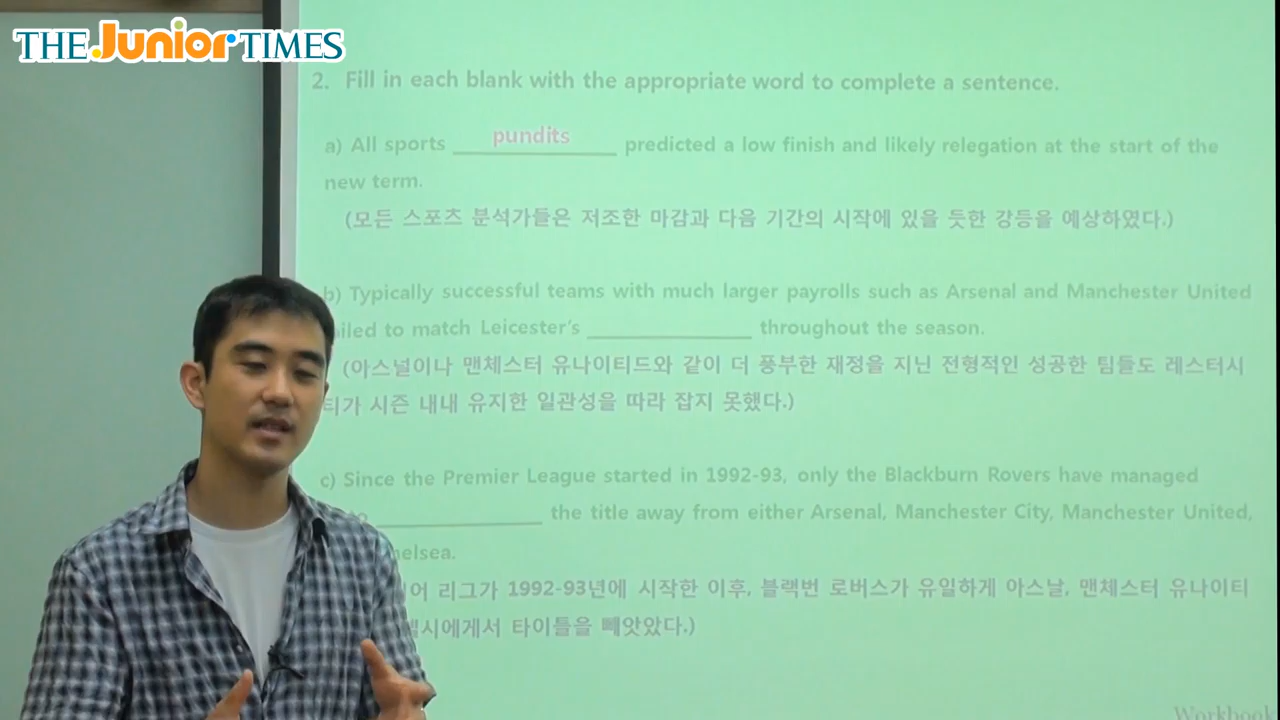 THE Junior TIMES
2. Fill in each blank with the appropriate word to complete a sentence.
a) All sports pundits predicted a low finish and likely relegation at the start of the
new term.
(모든 스포츠 분석가들은 저조한 마감과 다음 기간의 시작에 있을 듯한 강등을 예상하였다.)
b) Typically successful teams with much larger payrolls such as Arsenal and Manchester United
to match Leicester's ____________ throughout the season.
(아스널이나 맨체스터 유나이티드와 같이 더 풍부한 재정을 지닌 전형적인 성공한 팀들도 레스터시
티가 시즌 내내 유지한 일관성을 따라 잡지 못했다.)
c) Since the Premier League started in 1992-93, only the Blackburn Rovers have managed
____________ the title away from either Arsenal, Manchester City, Manchester United,
리그가 1992-93년에 시작한 이후, 블랙번 로버스가 유일하게 아스날, 맨체스터 유나이티
타이틀을 빼앗았다.)
Workbook